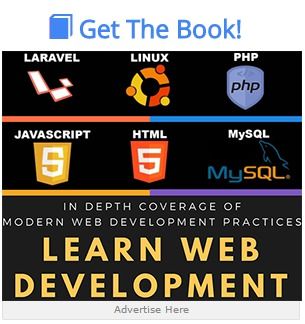 Get The Book!
LARAVEL LINUX PHP
php
JAVASCRIPT HTML MySQL
5 5 MySQL
IN DEPTH COVERAGE OF
MODERN WEB DEVELOPMENT PRACTICES
LEARN WEB
DEVELOPMENT
Advertise Here